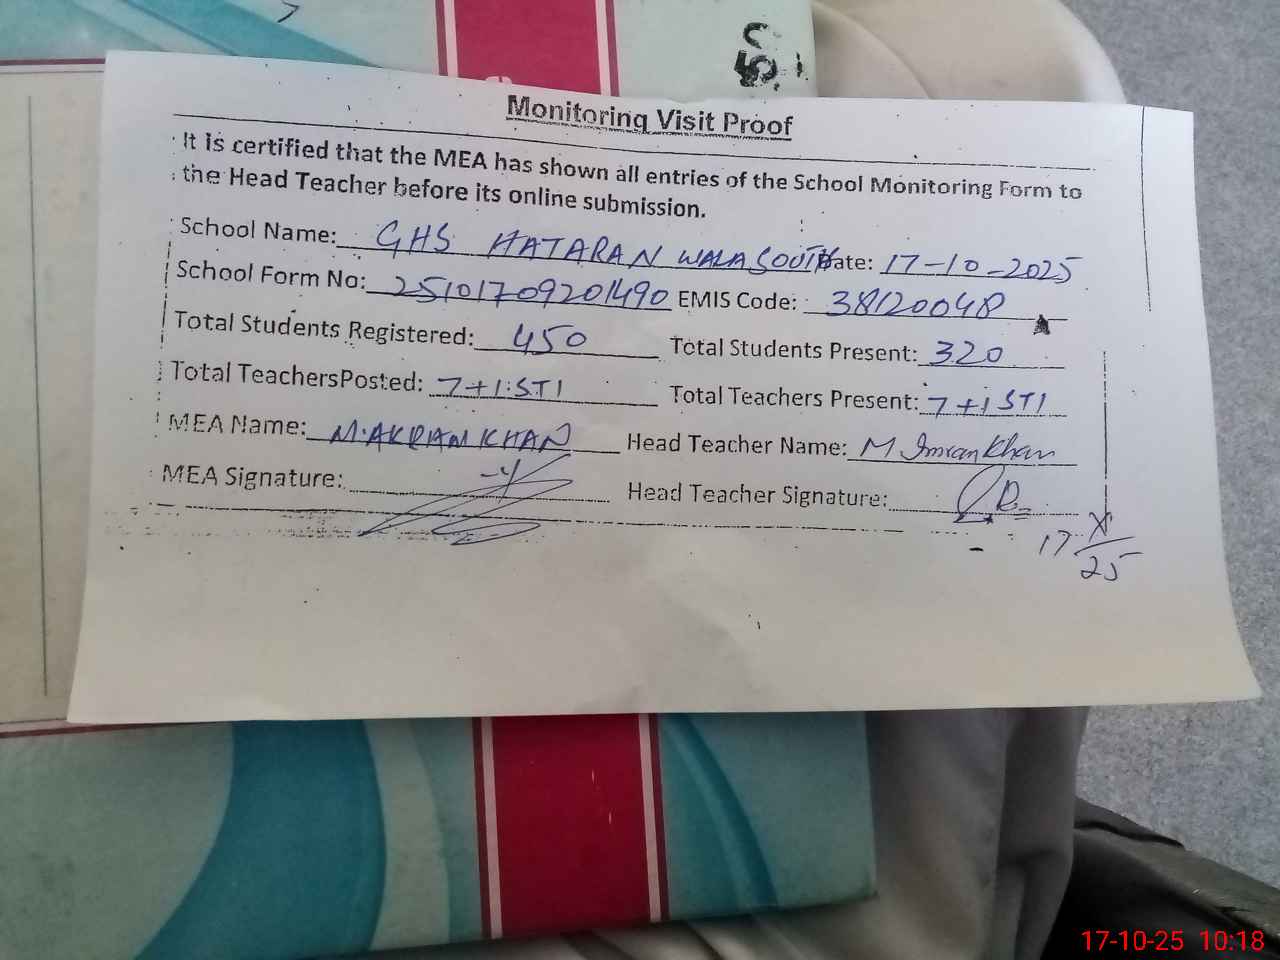 Monitoring Visit Proof
It is certified that the MEA has shown all entries of the School Monitoring Form to
the Head Teacher before its online submission.
School Name: GHS HATARAN WALA SOUTH Date: 17-10-2025
School Form No: 25101709201490 EMIS Code: 38120048
Total Students Registered: 450 Total Students Present: 320
Total TeachersPosted: 7+1.STI Total Teachers Present: 7+1 STI
MEA Name: M.AKRAM KHAN Head Teacher Name: M Imran Khan
MEA Signature: Head Teacher Signature:
17 X/25
17-10-25 10:18